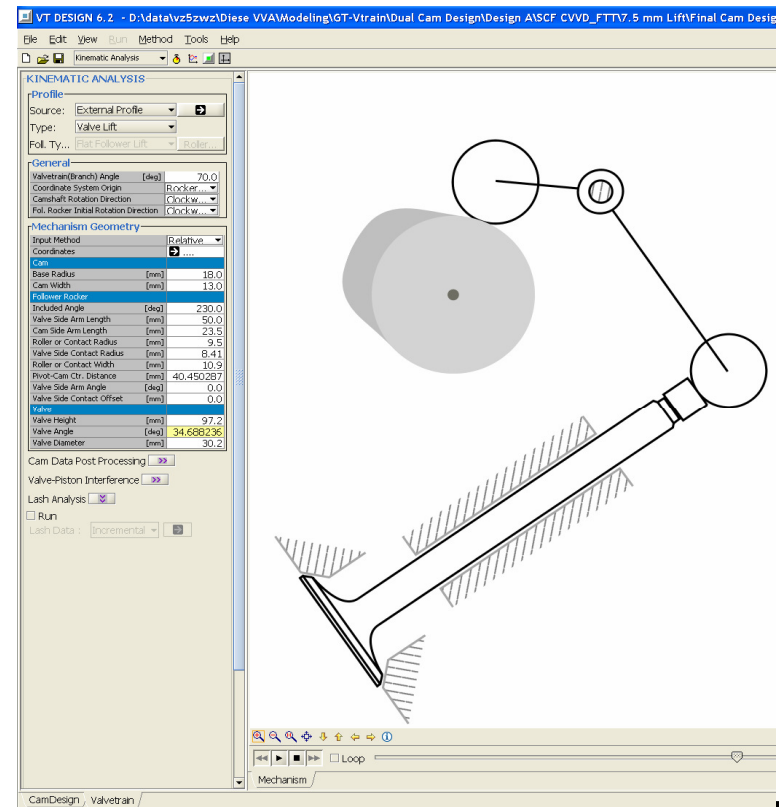 VT DESIGN 6.2 - D:\data\vz5zwz\Diese VVA\Modeling\GT-Vtrain\Dual Cam Design\Design A\SCF CVVD_FTT\7.5 mm Lift\Final Cam Desig
File Edit View Run Method Tools Help
Kinematic Analysis
KINEMATIC ANALYSIS
Profile
Source: External Profile
Type: Valve Lift
Foll. Ty... Flat Follower Lift Roller...
General
Valvetrain(Branch) Angle [deg] 70.0
Coordinate System Origin Rocker...
Camshaft Rotation Direction Clockw...
Fol. Rocker Initial Rotation Direction Clockw...
Mechanism Geometry
Input Method Relative
Coordinates ....
Cam
Base Radius [mm] 18.0
Cam Width [mm] 13.0
Follower Rocker
Included Angle [deg] 230.0
Valve Side Arm Length [mm] 50.0
Cam Side Arm Length [mm] 23.5
Roller or Contact Radius [mm] 9.5
Valve Side Contact Radius [mm] 8.41
Roller or Contact Width [mm] 10.9
Pivot-Cam Ctr. Distance [mm] 40.450287
Valve Side Arm Angle [deg] 0.0
Valve Side Contact Offset [mm] 0.0
Valve
Valve Height [mm] 97.2
Valve Angle [deg] 34.688236
Valve Diameter [mm] 30.2
Cam Data Post Processing >>
Valve-Piston Interference >>
Lash Analysis
Run
Lash Data : Incremental
Loop
Mechanism
CamDesign Valvetrain